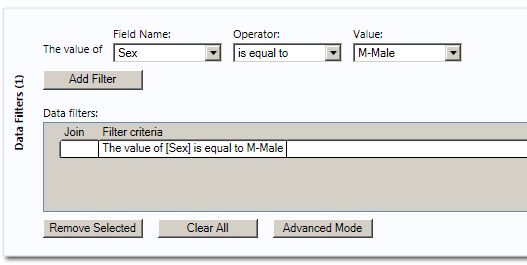 Field Name: Operator: Value:
The value of Sex is equal to M-Male
Add Filter
Data Filters (1)
Data filters:
Join Filter criteria
The value of [Sex] is equal to M-Male
Remove Selected Clear All Advanced Mode